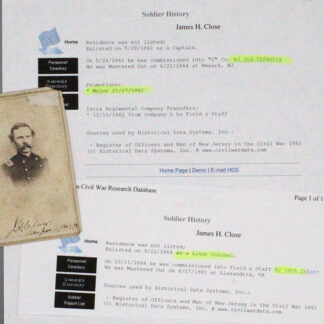 Soldier History
James H. Close
Home
Residence was not listed;
Enlisted on 5/28/1861 as a Captain.
Personnel
Directory
On 5/28/1861 he was commissioned into "G" Co. NJ 2nd Infantry
He was Mustered Out on 6/21/1864 at Newark, NJ
Promotions:
* Major 11/27/1862
Intra Regimental Company Transfers:
* 12/10/1862 from company G to Field & Staff
Sources used by Historical Data Systems, Inc.:
- Register of Officers and Men of New Jersey in the Civil War 1861
(c) Historical Data Systems, Inc. @ www.civilwardata.com
Home Page | Demo | E-mail HDS
n Civil War Research Database
Page 1 of 1
Soldier History
James H. Close
Home
Residence was not listed;
Enlisted on 9/22/1864 as a Lieut Colonel.
Personnel
Directory
On 10/11/1864 he was commissioned into Field & Staff NJ 39th Infant
He was Mustered Out on 6/17/1865 at Alexandria, VA
Sources used by Historical Data Systems, Inc.:
Soldier
Report List
- Register of Officers and Men of New Jersey in the Civil War 1861
(c) Historical Data Systems, Inc. @ www.civilwardata.com